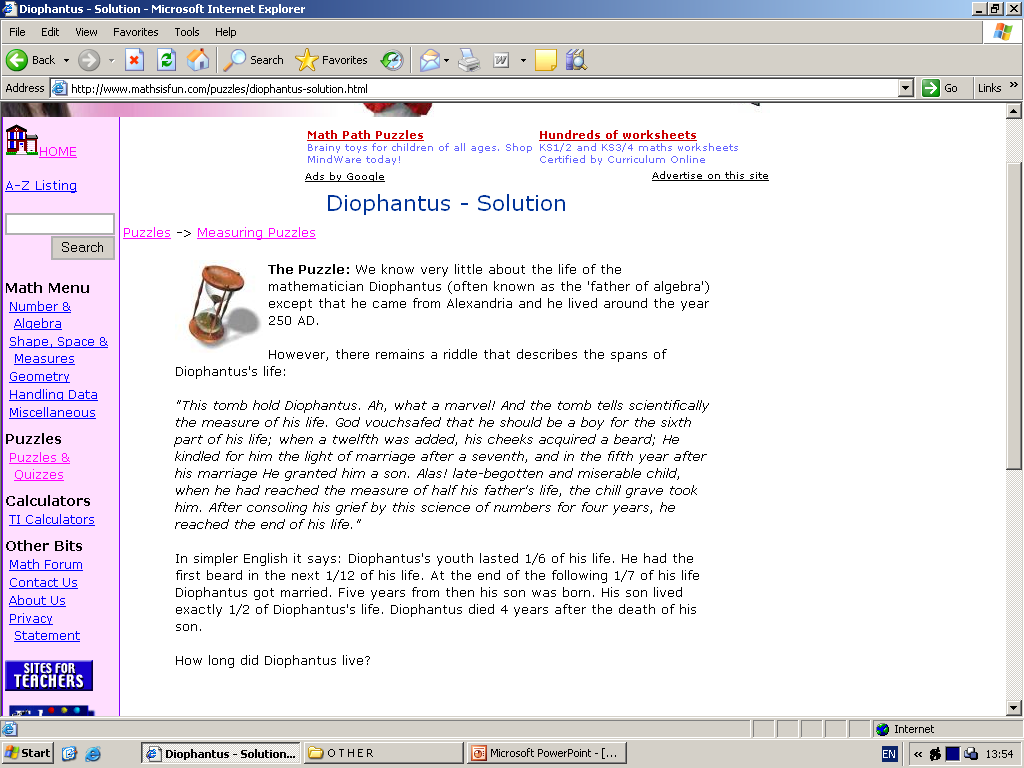 Diophantus - Solution - Microsoft Internet Explorer
File Edit View Favorites Tools Help
Back Search Favorites
Address http://www.mathsisfun.com/puzzles/diophantus-solution.html Go Links »
HOME
A-Z Listing
Search
Math Menu
Number &
Algebra
Shape, Space &
Measures
Geometry
Handling Data
Miscellaneous
Puzzles
Puzzles &
Quizzes
Calculators
TI Calculators
Other Bits
Math Forum
Contact Us
About Us
Privacy
Statement
SITES FOR
TEACHERS
Math Path Puzzles
Brainy toys for children of all ages. Shop
MindWare today!
Hundreds of worksheets
KS1/2 and KS3/4 maths worksheets
Certified by Curriculum Online
Ads by Google
Advertise on this site
Diophantus - Solution
Puzzles -> Measuring Puzzles
The Puzzle: We know very little about the life of the
mathematician Diophantus (often known as the 'father of algebra')
except that he came from Alexandria and he lived around the year
250 AD.
However, there remains a riddle that describes the spans of
Diophantus's life:
"This tomb hold Diophantus. Ah, what a marvel! And the tomb tells scientifically
the measure of his life. God vouchsafed that he should be a boy for the sixth
part of his life; when a twelfth was added, his cheeks acquired a beard; He
kindled for him the light of marriage after a seventh, and in the fifth year after
his marriage He granted him a son. Alas! late-begotten and miserable child,
when he had reached the measure of half his father's life, the chill grave took
him. After consoling his grief by this science of numbers for four years, he
reached the end of his life."
In simpler English it says: Diophantus's youth lasted 1/6 of his life. He had the
first beard in the next 1/12 of his life. At the end of the following 1/7 of his life
Diophantus got married. Five years from then his son was born. His son lived
exactly 1/2 of Diophantus's life. Diophantus died 4 years after the death of his
son.
How long did Diophantus live?
Internet
Start Diophantus - Solution... O T H E R Microsoft PowerPoint - [... EN « 13:54